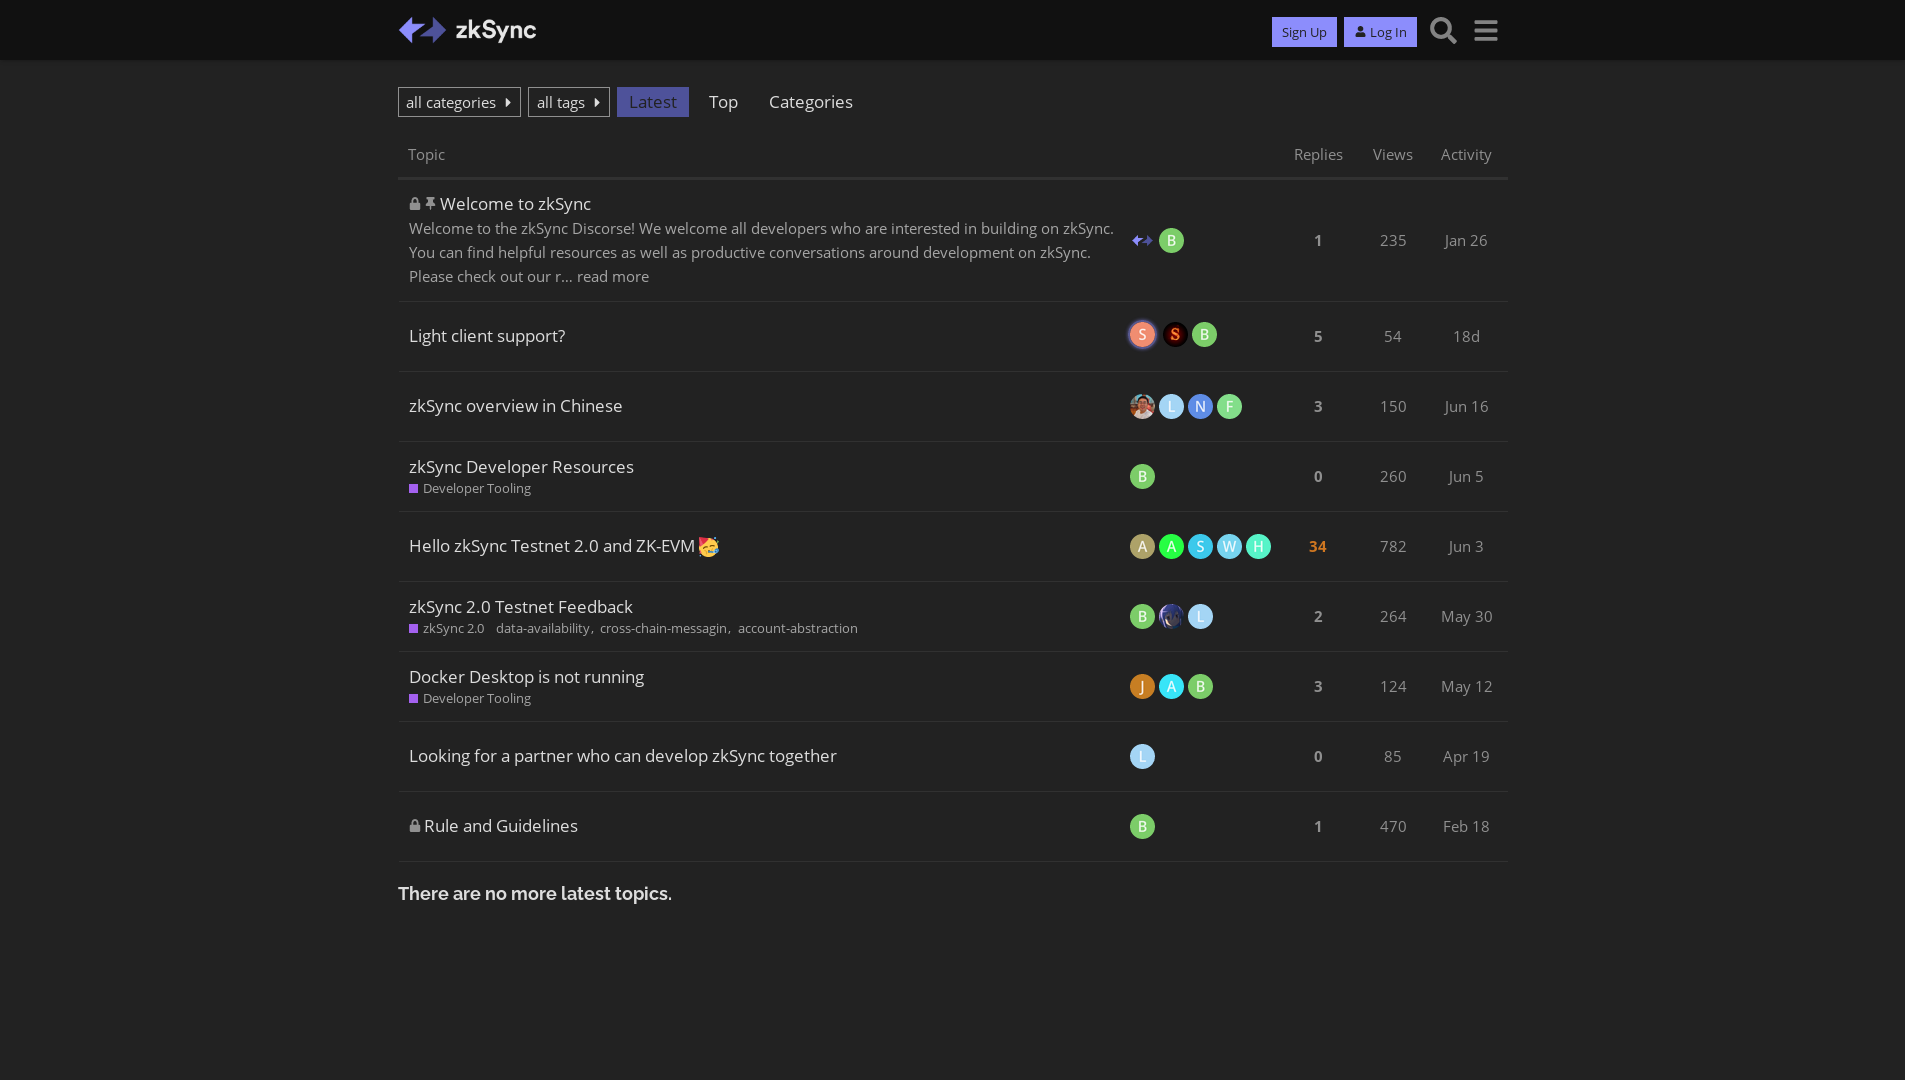 zkSync
Sign Up
Log In
all categories
all tags
Latest
Top
Categories
Topic
Replies
Views
Activity
Welcome to zkSync
Welcome to the zkSync Discorse! We welcome all developers who are interested in building on zkSync.
You can find helpful resources as well as productive conversations around development on zkSync.
Please check out our r… read more
B
1
235
Jan 26
Light client support?
S
S
B
5
54
18d
zkSync overview in Chinese
L
N
F
3
150
Jun 16
zkSync Developer Resources
Developer Tooling
B
0
260
Jun 5
Hello zkSync Testnet 2.0 and ZK-EVM
A
A
S
W
H
34
782
Jun 3
zkSync 2.0 Testnet Feedback
zkSync 2.0 data-availability, cross-chain-messagin, account-abstraction
B
L
2
264
May 30
Docker Desktop is not running
Developer Tooling
J
A
B
3
124
May 12
Looking for a partner who can develop zkSync together
L
0
85
Apr 19
Rule and Guidelines
B
1
470
Feb 18
There are no more latest topics.